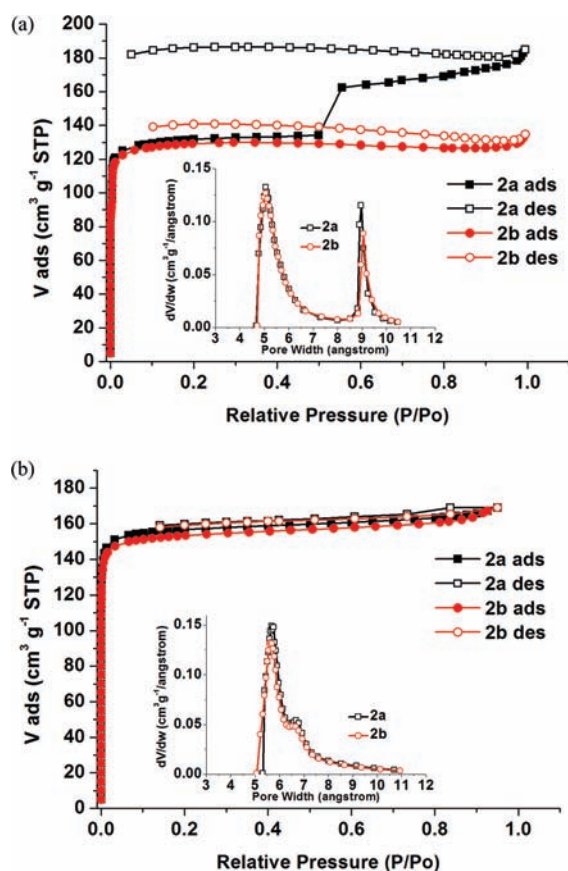 (a)
200
180
160
140
120
100
80
60
40
20
0
V ads (cm³ g⁻¹ STP)
0.0 0.2 0.4 0.6 0.8 1.0
Relative Pressure (P/Po)
2a ads
2a des
2b ads
2b des
0.15
0.10
0.05
0.00
dV/dw (cm³g⁻¹/angstrom)
2a
2b
3 4 5 6 7 8 9 10 11 12
Pore Width (angstrom)
(b)
180
160
140
120
100
80
60
40
20
0
V ads (cm³ g⁻¹ STP)
0.0 0.2 0.4 0.6 0.8 1.0
Relative Pressure (P/Po)
2a ads
2a des
2b ads
2b des
0.15
0.10
0.05
0.00
dV/dw (cm³g⁻¹/angstrom)
2a
2b
3 4 5 6 7 8 9 10 11 12
Pore Width (angstrom)